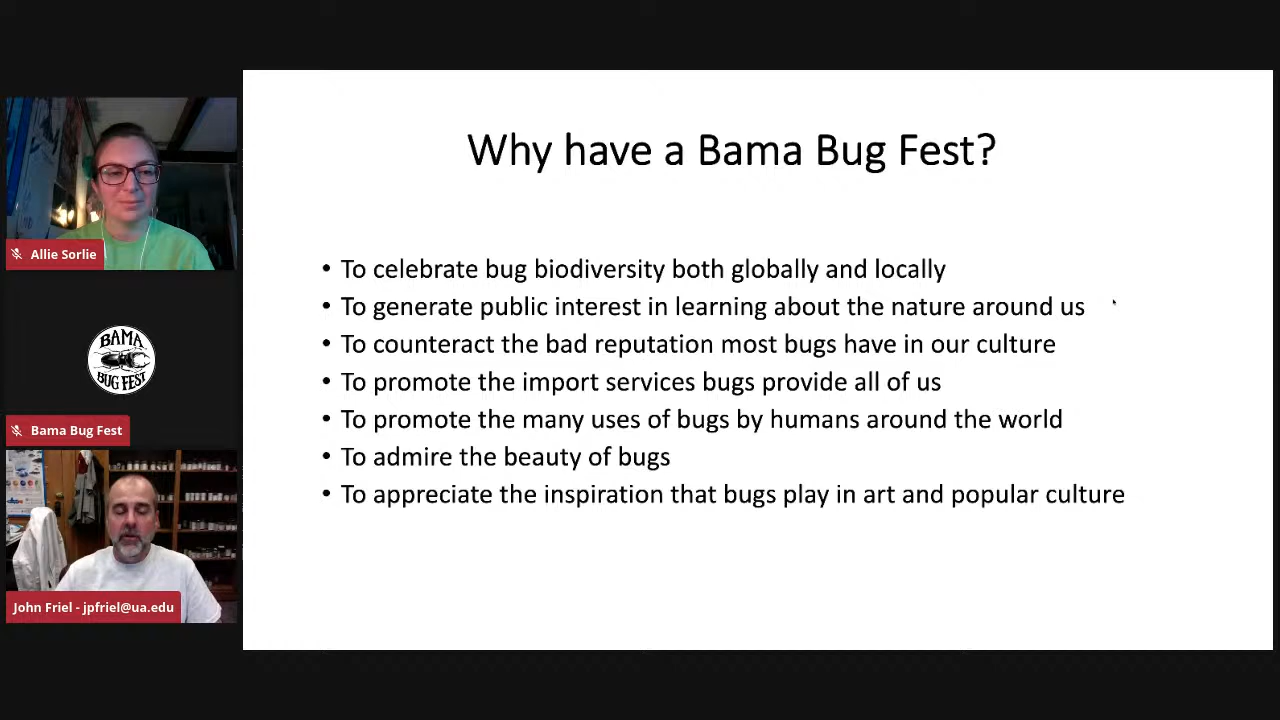 Why have a Bama Bug Fest?
• To celebrate bug biodiversity both globally and locally
• To generate public interest in learning about the nature around us
• To counteract the bad reputation most bugs have in our culture
• To promote the import services bugs provide all of us
• To promote the many uses of bugs by humans around the world
• To admire the beauty of bugs
• To appreciate the inspiration that bugs play in art and popular culture
Allie Sorlie
BAMA
BUG FEST
Bama Bug Fest
John Friel - jpfriel@ua.edu